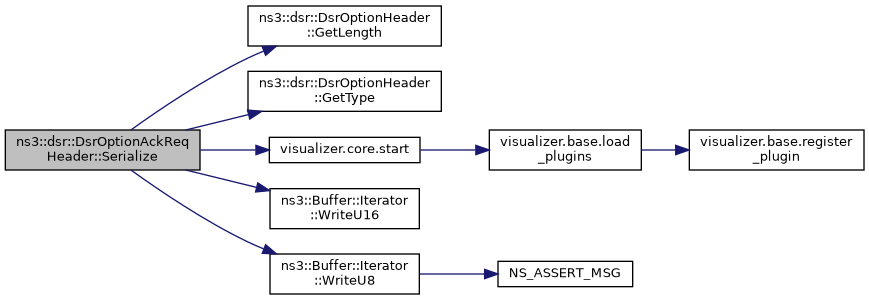 ns3::dsr::DsrOptionHeader
::GetLength
ns3::dsr::DsrOptionHeader
::GetType
ns3::dsr::DsrOptionAckReq
Header::Serialize
visualizer.core.start
visualizer.base.load
_plugins
visualizer.base.register
_plugin
ns3::Buffer::Iterator
::WriteU16
ns3::Buffer::Iterator
::WriteU8
NS_ASSERT_MSG